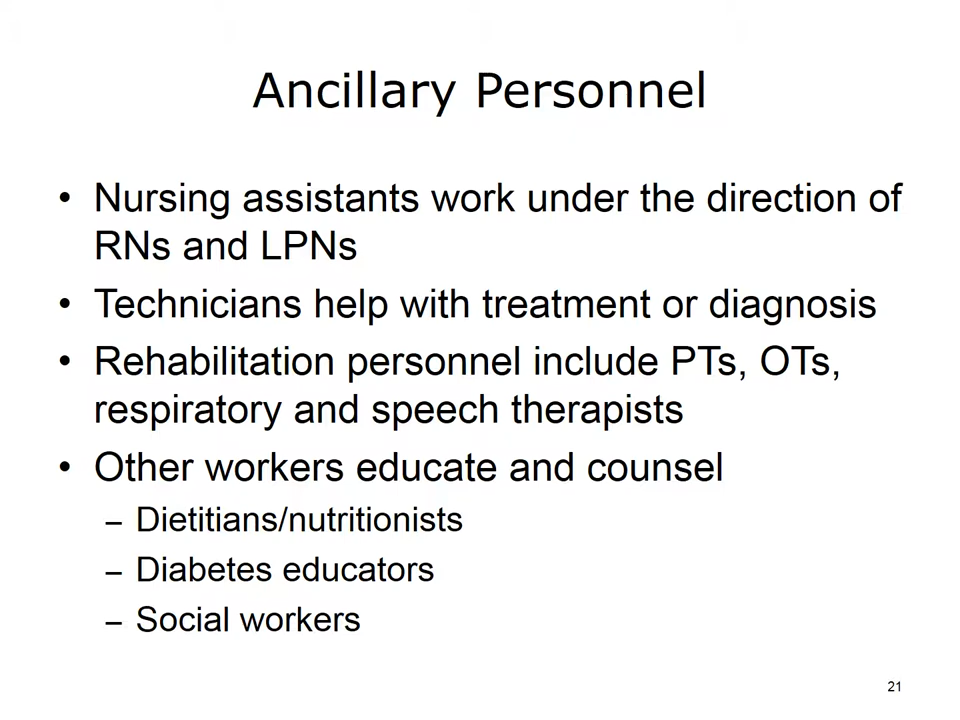 Ancillary Personnel
• Nursing assistants work under the direction of
RNs and LPNs
• Technicians help with treatment or diagnosis
• Rehabilitation personnel include PTs, OTs,
respiratory and speech therapists
• Other workers educate and counsel
– Dietitians/nutritionists
– Diabetes educators
– Social workers
21